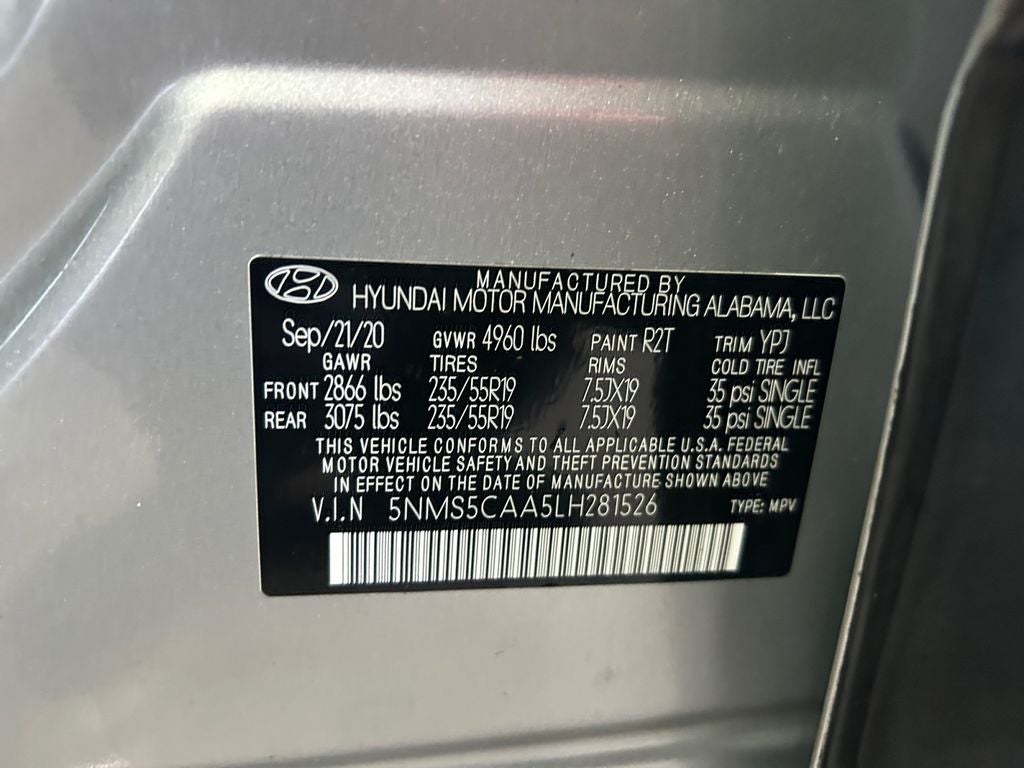 MANUFACTURED BY
HYUNDAI MOTOR MANUFACTURING ALABAMA, LLC
Sep/21/20 GVWR 4960 lbs PAINT R2T TRIM YPJ
GAWR TIRES RIMS COLD TIRE INFL
FRONT 2866 lbs 235/55R19 7.5JX19 35 psi SINGLE
REAR 3075 lbs 235/55R19 7.5JX19 35 psi SINGLE
THIS VEHICLE CONFORMS TO ALL APPLICABLE U.S.A. FEDERAL
MOTOR VEHICLE SAFETY AND THEFT PREVENTION STANDARDS
IN EFFECT ON THE DATE OF MANUFACTURE SHOWN ABOVE
V.I.N 5NMS5CAA5LH281526 TYPE: MPV